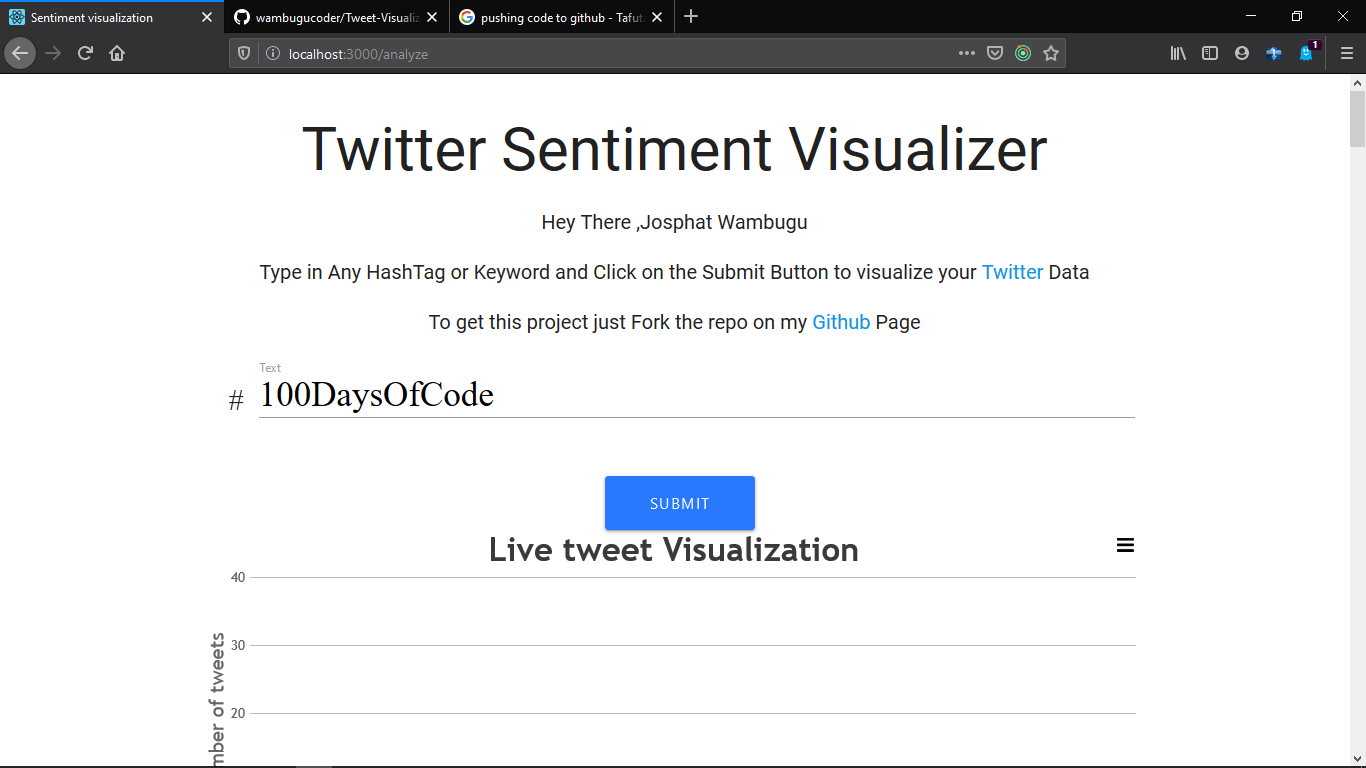 Sentiment visualization
wambugucoder/Tweet-Visualiz
pushing code to github - Tafut
localhost:3000/analyze
1
Twitter Sentiment Visualizer
Hey There ,Josphat Wambugu
Type in Any HashTag or Keyword and Click on the Submit Button to visualize your Twitter Data
To get this project just Fork the repo on my Github Page
Text
# 100DaysOfCode
SUBMIT
Live tweet Visualization
40
30
20
mber of tweets